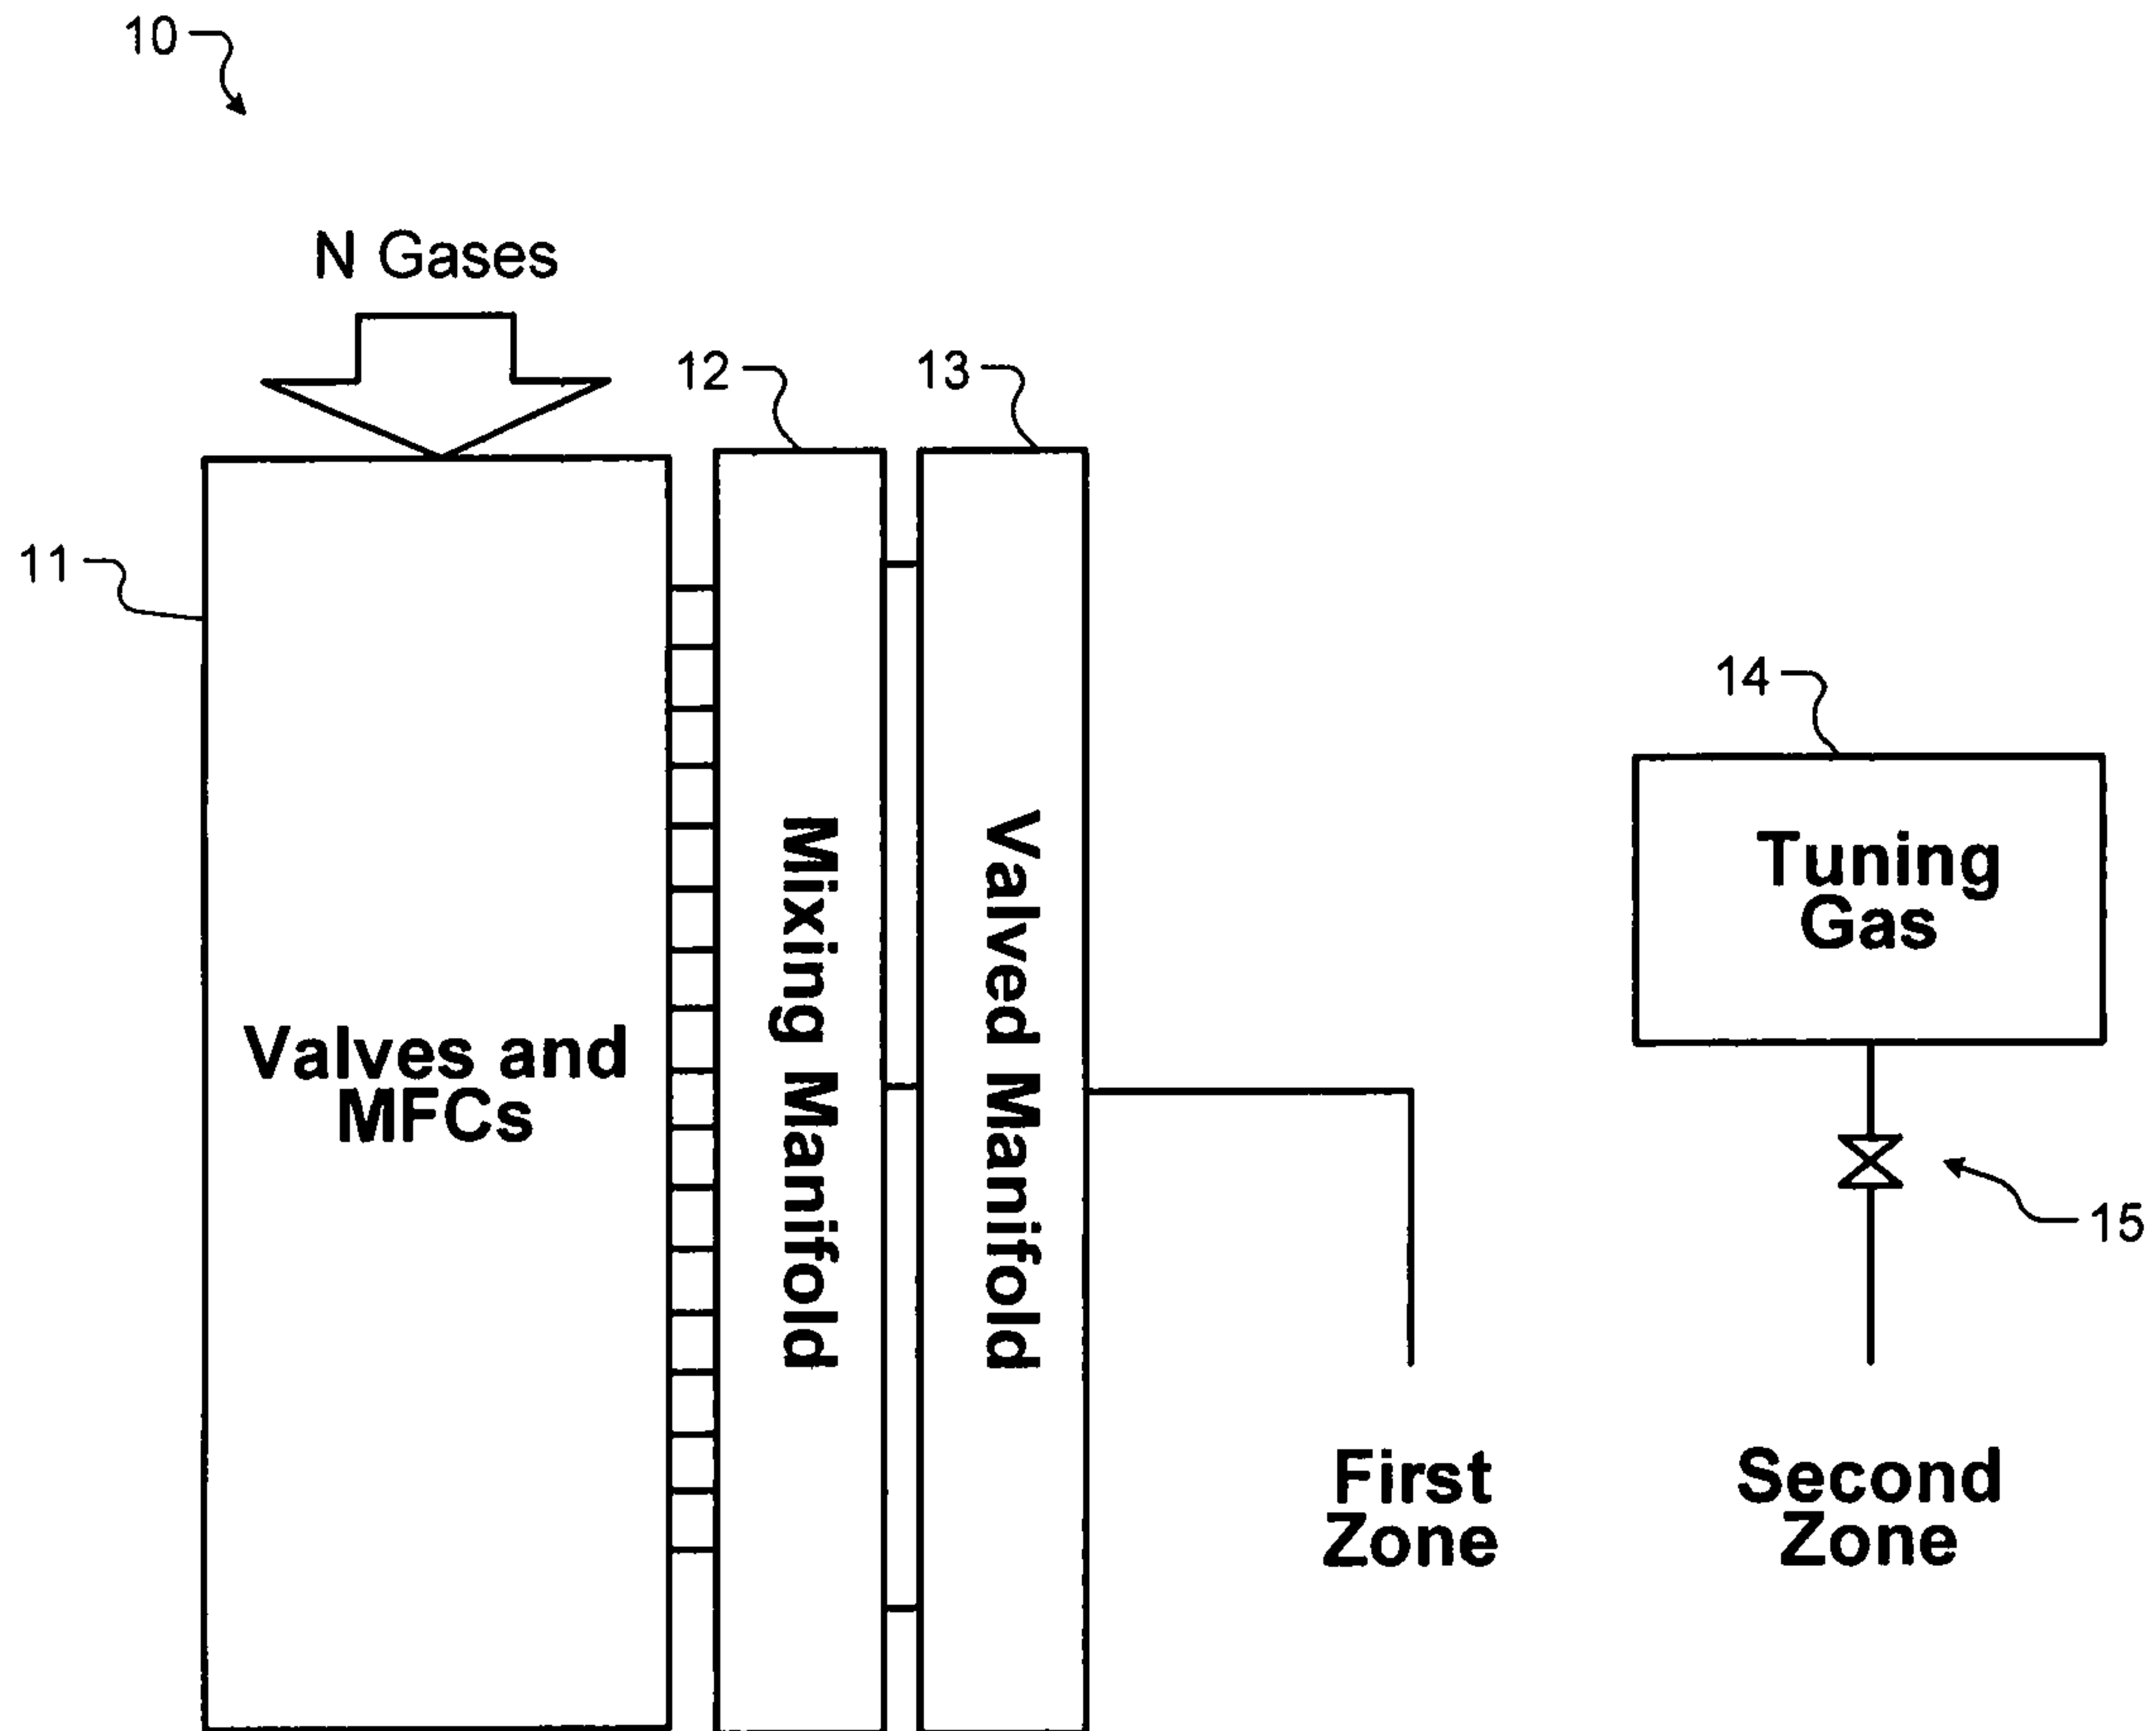 10
N Gases
12
13
11
14
Tuning
Gas
Valves and
MFCs
Mixing Manifold
Valved Manifold
15
First
Zone
Second
Zone